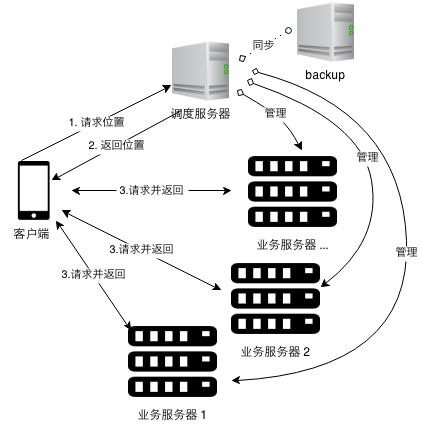 同步
backup
调度服务器
1. 请求位置
管理
2. 返回位置
管理
3.请求并返回
客户端
业务服务器 ...
3.请求并返回
管理
3.请求并返回
业务服务器 2
业务服务器 1